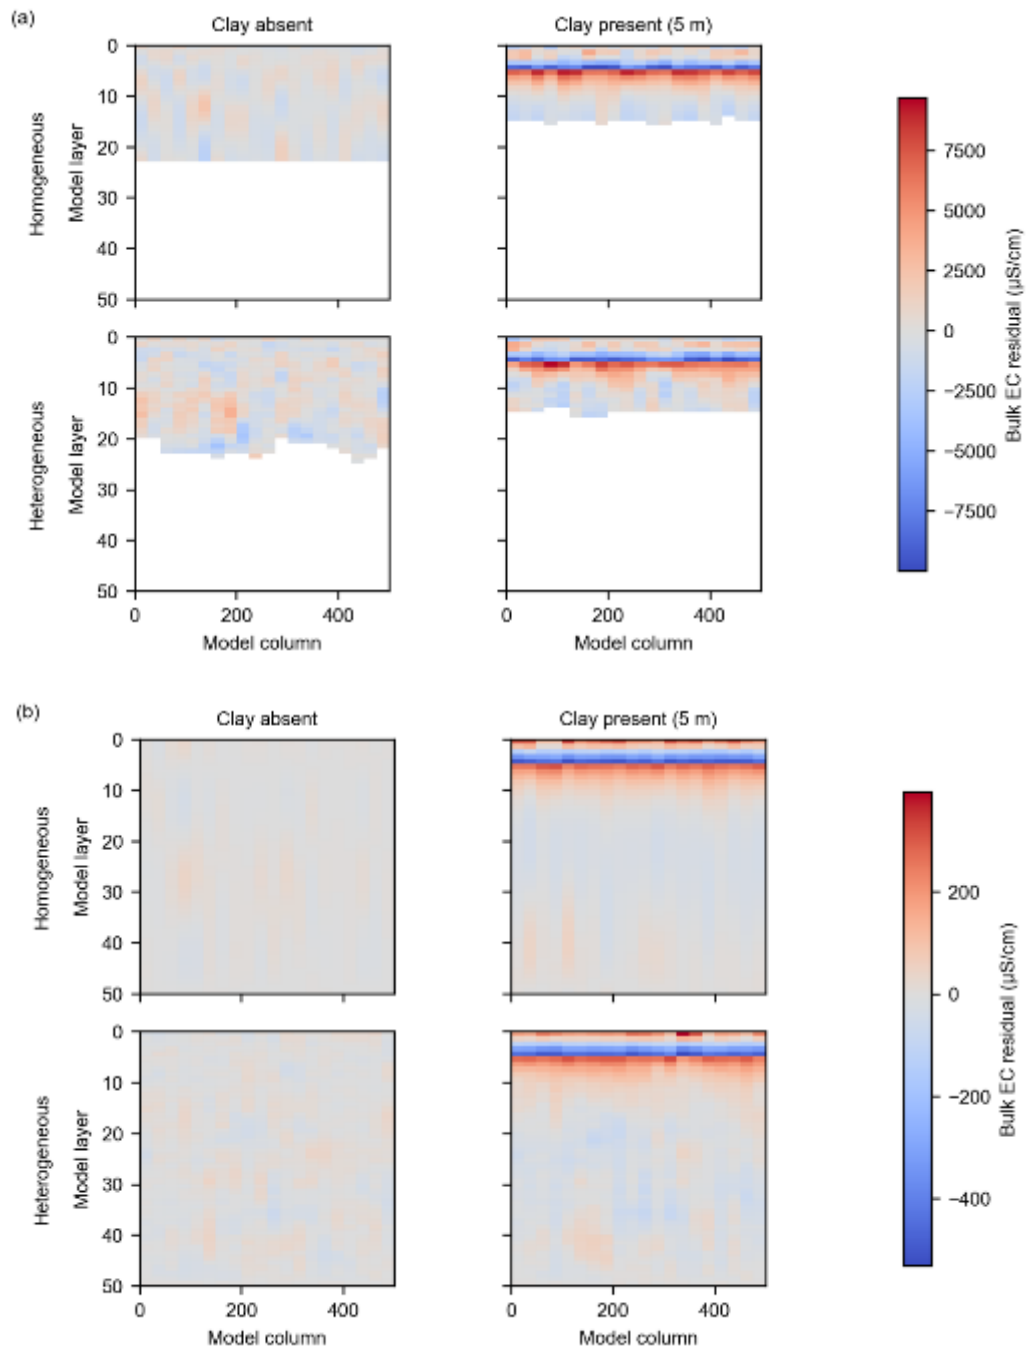 (a)
Clay absent
Clay present (5 m)
Homogeneous
Model layer
0
10
20
30
40
50
Heterogeneous
Model layer
0
10
20
30
40
50
0
200
400
Model column
0
200
400
Model column
7500
5000
2500
0
−2500
−5000
−7500
Bulk EC residual (µS/cm)
(b)
Clay absent
Clay present (5 m)
Homogeneous
Model layer
0
10
20
30
40
50
Heterogeneous
Model layer
0
10
20
30
40
50
0
200
400
Model column
0
200
400
Model column
200
0
−200
−400
Bulk EC residual (µS/cm)